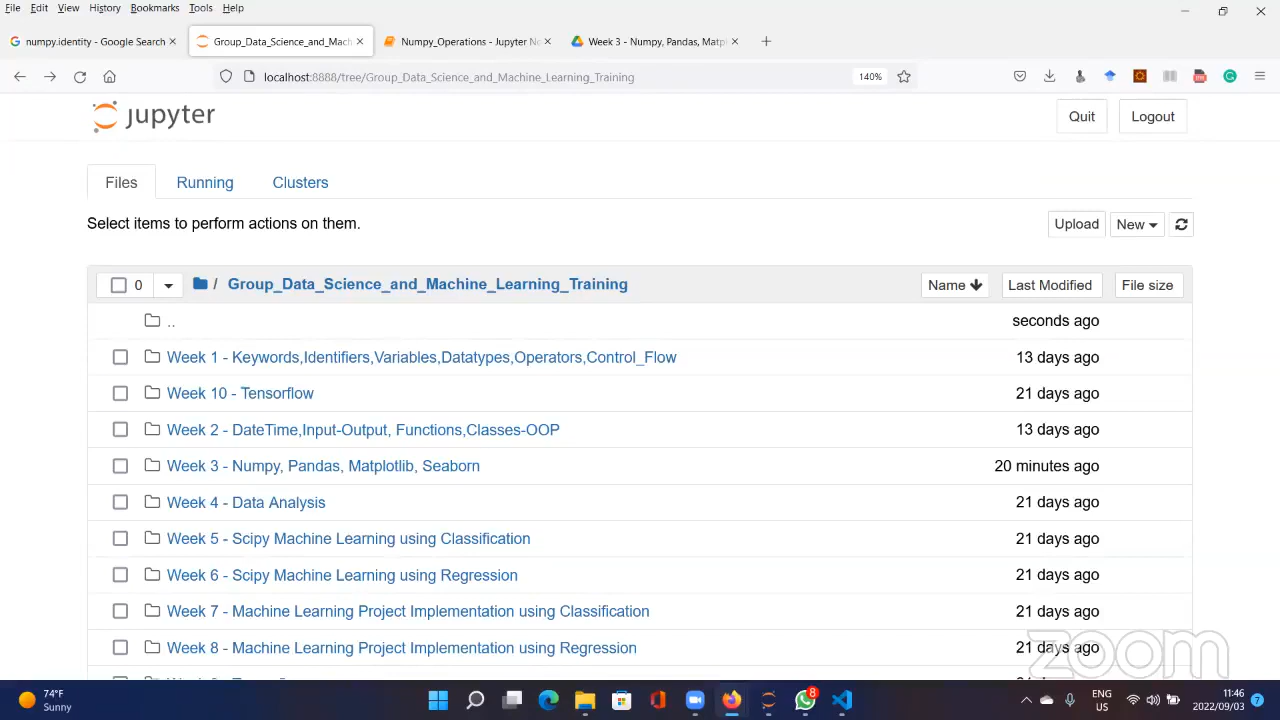 File Edit View History Bookmarks Tools Help
numpy.identity - Google Search
Group_Data_Science_and_Mach
Numpy_Operations - Jupyter No
Week 3 - Numpy, Pandas, Matpl
localhost:8888/tree/Group_Data_Science_and_Machine_Learning_Training
140%
jupyter
Quit
Logout
Files
Running
Clusters
Select items to perform actions on them.
Upload
New
0
/ Group_Data_Science_and_Machine_Learning_Training
Name
Last Modified
File size
.. seconds ago
Week 1 - Keywords,Identifiers,Variables,Datatypes,Operators,Control_Flow 13 days ago
Week 10 - Tensorflow 21 days ago
Week 2 - DateTime,Input-Output, Functions,Classes-OOP 13 days ago
Week 3 - Numpy, Pandas, Matplotlib, Seaborn 20 minutes ago
Week 4 - Data Analysis 21 days ago
Week 5 - Scipy Machine Learning using Classification 21 days ago
Week 6 - Scipy Machine Learning using Regression 21 days ago
Week 7 - Machine Learning Project Implementation using Classification 21 days ago
Week 8 - Machine Learning Project Implementation using Regression 21 days ago
zoom
74°F
Sunny
8
ENG
US
11:46
2022/09/03
7